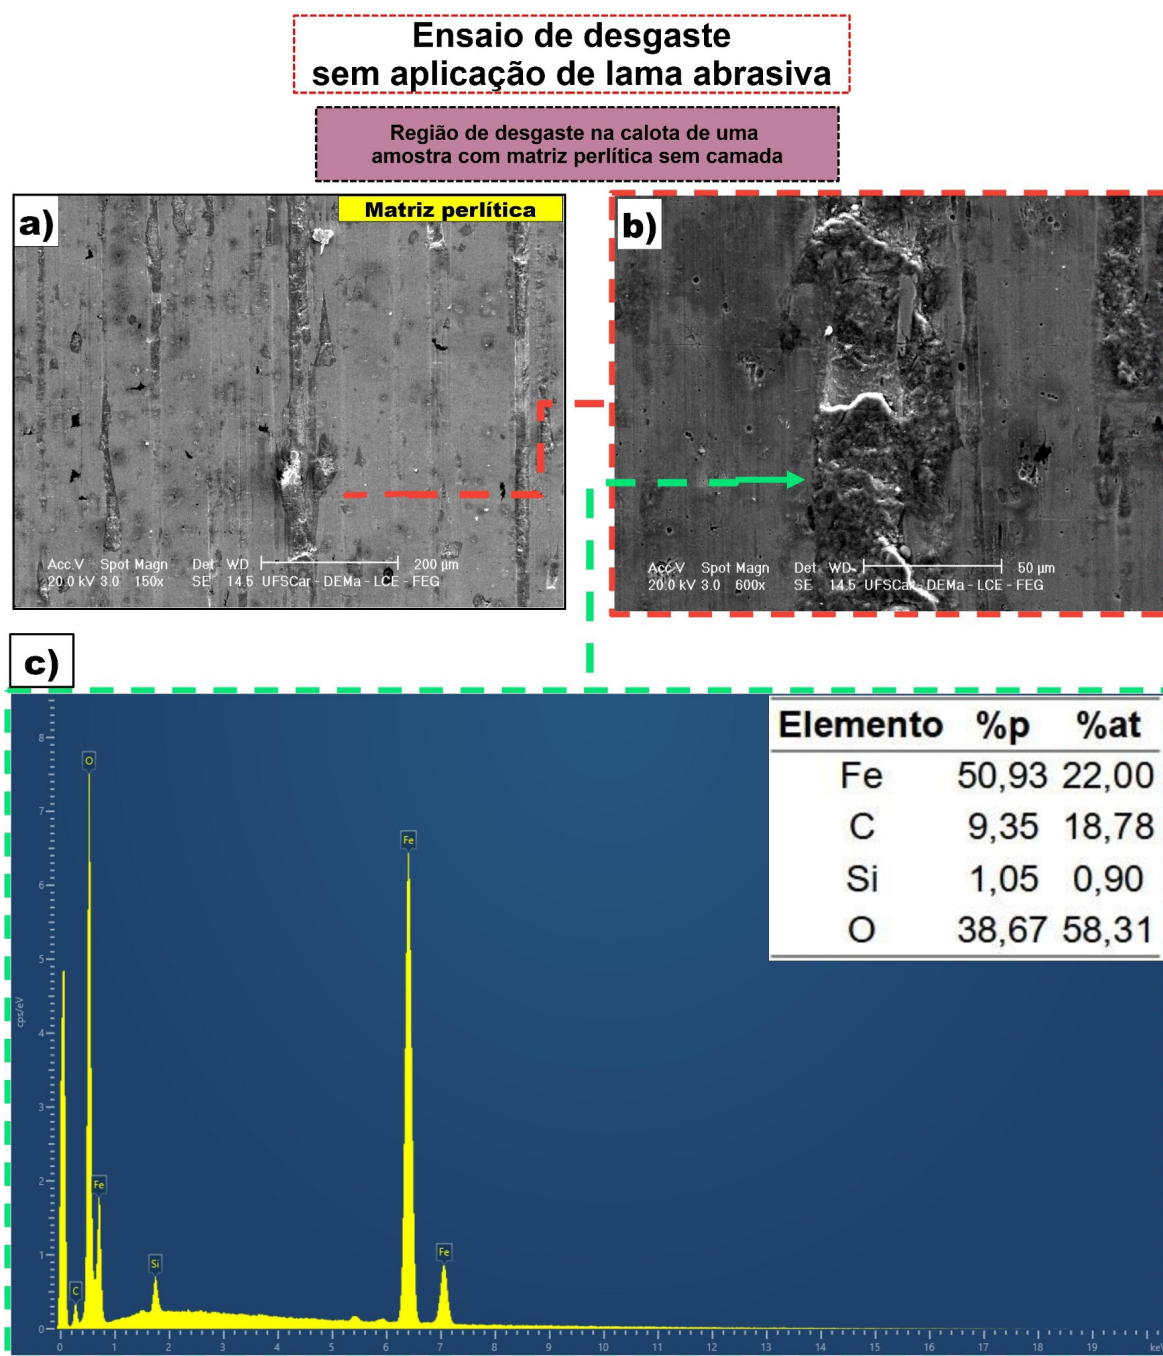 Ensaio de desgaste
sem aplicação de lama abrasiva
Região de desgaste na calota de uma
amostra com matriz perlítica sem camada
a)
Matriz perlítica
Acc.V Spot Magn Det WD 200 µm
20.0 kV 3.0 150x SE 14.5 UFSCar - DEMa - LCE - FEG
b)
Acc.V Spot Magn Det WD 50 µm
20.0 kV 3.0 600x SE 14.5 UFSCar - DEMa - LCE - FEG
c)
Elemento %p %at
Fe 50,93 22,00
C 9,35 18,78
Si 1,05 0,90
O 38,67 58,31
8
7
6
5
4
3
2
1
0
cps/eV
O
Fe
C
Si
Fe
Fe
0 1 2 3 4 5 6 7 8 9 10 11 12 13 14 15 16 17 18 19 keV